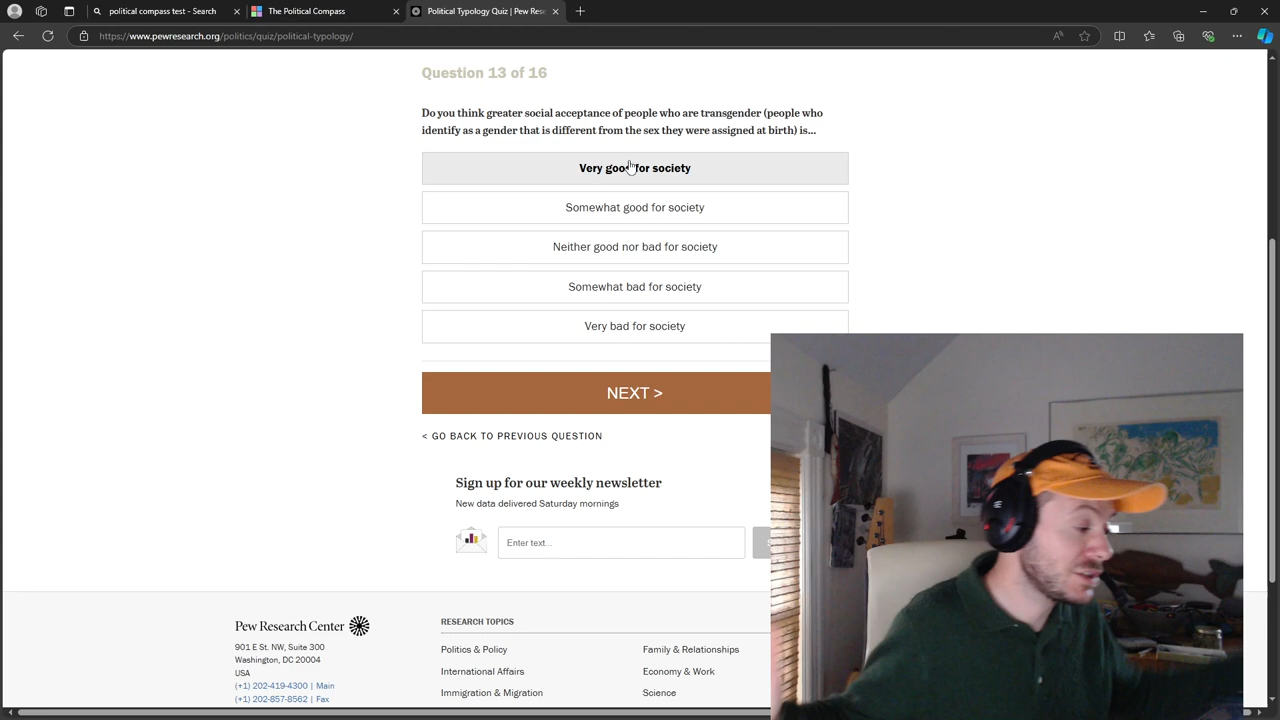 political compass test - Search
The Political Compass
Political Typology Quiz | Pew Rese
https://www.pewresearch.org/politics/quiz/political-typology/
Question 13 of 16
Do you think greater social acceptance of people who are transgender (people who
identify as a gender that is different from the sex they were assigned at birth) is...
Very good for society
Somewhat good for society
Neither good nor bad for society
Somewhat bad for society
Very bad for society
NEXT >
< GO BACK TO PREVIOUS QUESTION
Sign up for our weekly newsletter
New data delivered Saturday mornings
Enter text...
Pew Research Center
901 E St. NW, Suite 300
Washington, DC 20004
USA
(+1) 202-419-4300 | Main
(+1) 202-857-8562 | Fax
RESEARCH TOPICS
Politics & Policy
Family & Relationships
International Affairs
Economy & Work
Immigration & Migration
Science